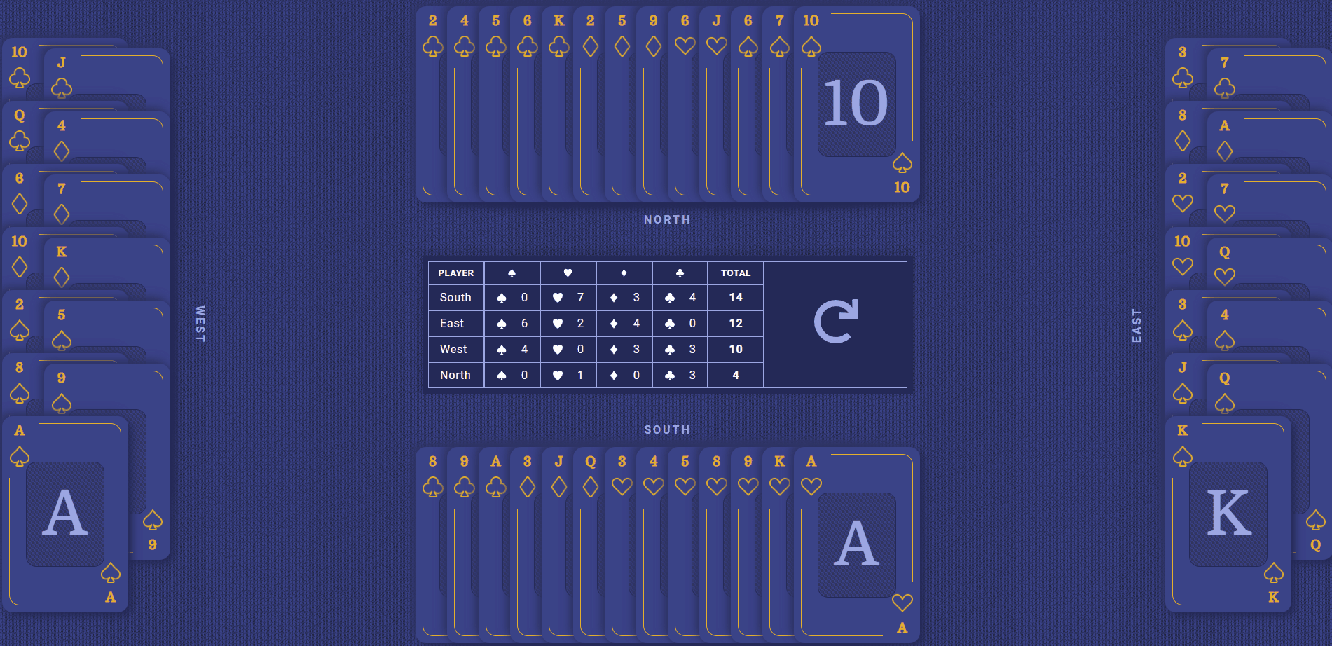 2 4 5 6 K 2 5 9 6 J 6 7 10
10
10
NORTH
10 J
Q 4
6 7
10 K
2 5
8 9
A
A
9
A
WEST
PLAYER ♠ ♥ ♦ ♣ TOTAL
South ♠ 0 ♥ 7 ♦ 3 ♣ 4 14
East ♠ 6 ♥ 2 ♦ 4 ♣ 0 12
West ♠ 4 ♥ 0 ♦ 3 ♣ 3 10
North ♠ 0 ♥ 1 ♦ 0 ♣ 3 4
EAST
3 7
8 A
2 7
10 Q
3 4
J Q
K
K
Q
K
SOUTH
8 9 A 3 J Q 3 4 5 8 9 K A
A
A